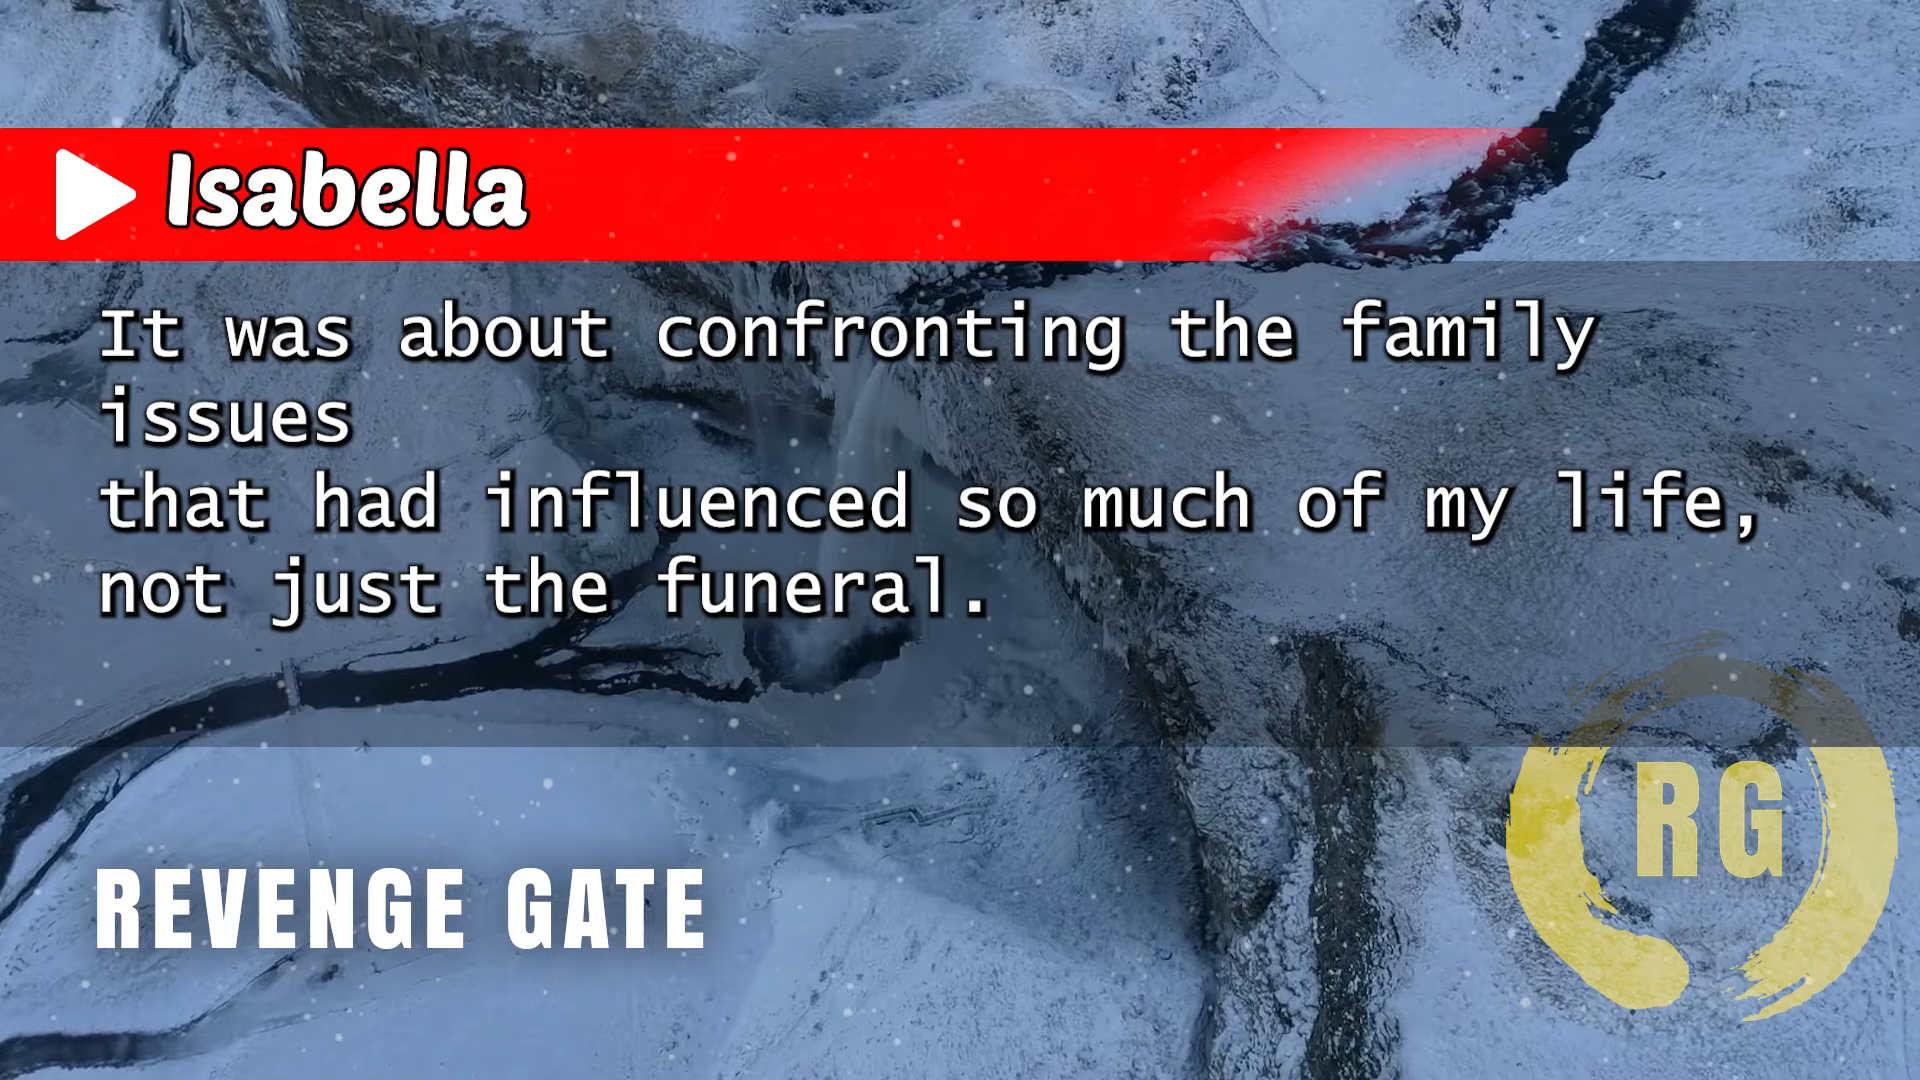 Isabella
It was about confronting the family
issues
that had influenced so much of my life,
not just the funeral.
REVENGE GATE
RG